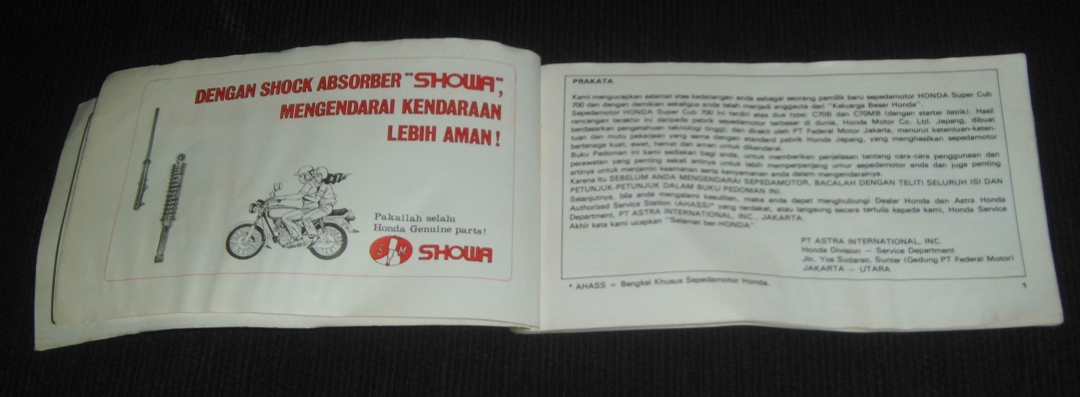 DENGAN SHOCK ABSORBER "SHOWA",
MENGENDARAI KENDARAAN
LEBIH AMAN!
Pakailah selalu
Honda Genuine parts!
SHOWA
PRAKATA
Kami mengucapkan selamat atas kedatangan anda sebagai seorang pemilik baru sepedamotor HONDA Super Cub
700 dan dengan demikian sekaligus anda telah menjadi anggauta dari "Keluarga Besar Honda".
Sepedamotor HONDA Super Cub 700 ini terdiri atas dua type: C70B dan C70MB (dengan starter listrik). Hasil
rancangan terakhir ini daripada pabrik sepedamotor terbesar di dunia, Honda Motor Co. Ltd. Jepang, dibuat
berdasarkan pengetahuan teknologi tinggi, dan dirakit oleh PT Federal Motor Jakarta, menurut ketentuan-keten-
tuan dan mutu pekerjaan yang sama dengan standard pabrik Honda Jepang, yang menghasilkan sepedamotor
bertenaga kuat, awet, hemat dan aman untuk dikendarai.
Buku Pedoman ini kami sediakan bagi anda, untuk memberikan penjelasan tentang cara-cara penggunaan dan
perawatan yang penting sekali artinya untuk lebih memperpanjang umur sepedamotor anda dan juga penting
artinya untuk menjamin keamanan serta kenyamanan anda dalam mengendarainya.
Karena itu SEBELUM ANDA MENGENDARAI SEPEDAMOTOR, BACALAH DENGAN TELITI SELURUH ISI DAN
PETUNJUK-PETUNJUK DALAM BUKU PEDOMAN INI.
Selanjutnya, bila anda mengalami kesulitan, maka anda dapat menghubungi Dealer Honda dan Astra Honda
Authorized Service Station (AHASS)* yang terdekat, atau langsung secara tertulis kepada kami, Honda Service
Department, PT ASTRA INTERNATIONAL, INC., JAKARTA.
Akhir kata kami ucapkan "Selamat ber-HONDA".
PT ASTRA INTERNATIONAL, INC.
Honda Division — Service Department
Jln. Yos Sudarso, Sunter (Gedung PT Federal Motor)
JAKARTA — UTARA
* AHASS = Bengkel Khusus Sepedamotor Honda.
1